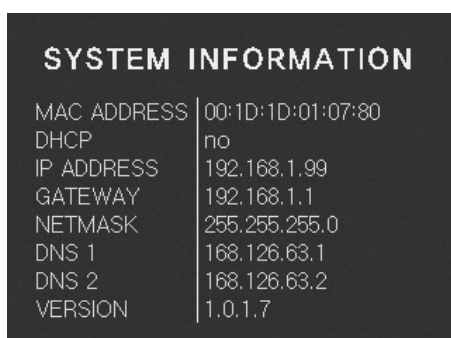 SYSTEM INFORMATION
MAC ADDRESS 00:1D:1D:01:07:80
DHCP no
IP ADDRESS 192.168.1.99
GATEWAY 192.168.1.1
NETMASK 255.255.255.0
DNS 1 168.126.63.1
DNS 2 168.126.63.2
VERSION 1.0.1.7